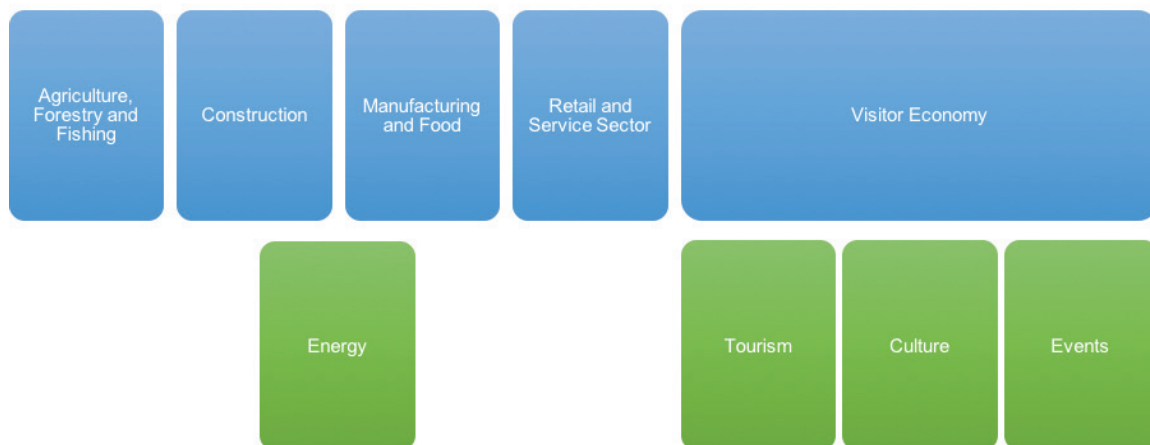 Agriculture,
Forestry and
Fishing
Construction
Manufacturing
and Food
Retail and
Service Sector
Visitor Economy
Energy
Tourism
Culture
Events